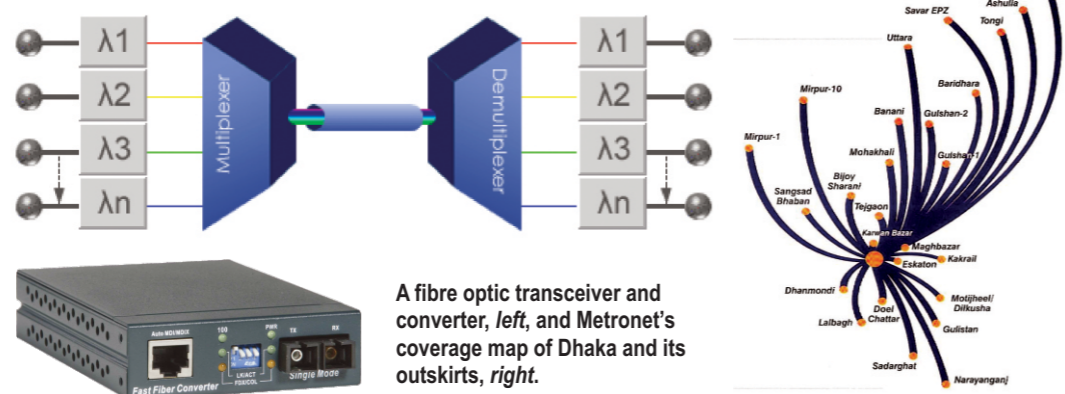 λ1
λ2
λ3
λn
Multiplexer
Demultiplexer
λ1
λ2
λ3
λn
Auto MDI/MDIX
100
PWR
TX
RX
LK/ACT
FDX/COL
Single Mode
Fast Fiber Converter
A fibre optic transceiver and
converter, left, and Metronet's
coverage map of Dhaka and its
outskirts, right.
Ashulia
Savar EPZ
Tongi
Uttara
Baridhara
Mirpur-10
Banani
Gulshan-2
Mirpur-1
Mohakhali
Gulshan-1
Bijoy
Sharani
Sangsad
Bhaban
Tejgaon
Karwan Bazar
Maghbazar
Eskaton
Kakrail
Dhanmondi
Motijheel/
Dilkusha
Doel
Chattar
Lalbagh
Gulistan
Sadarghat
Narayanganj